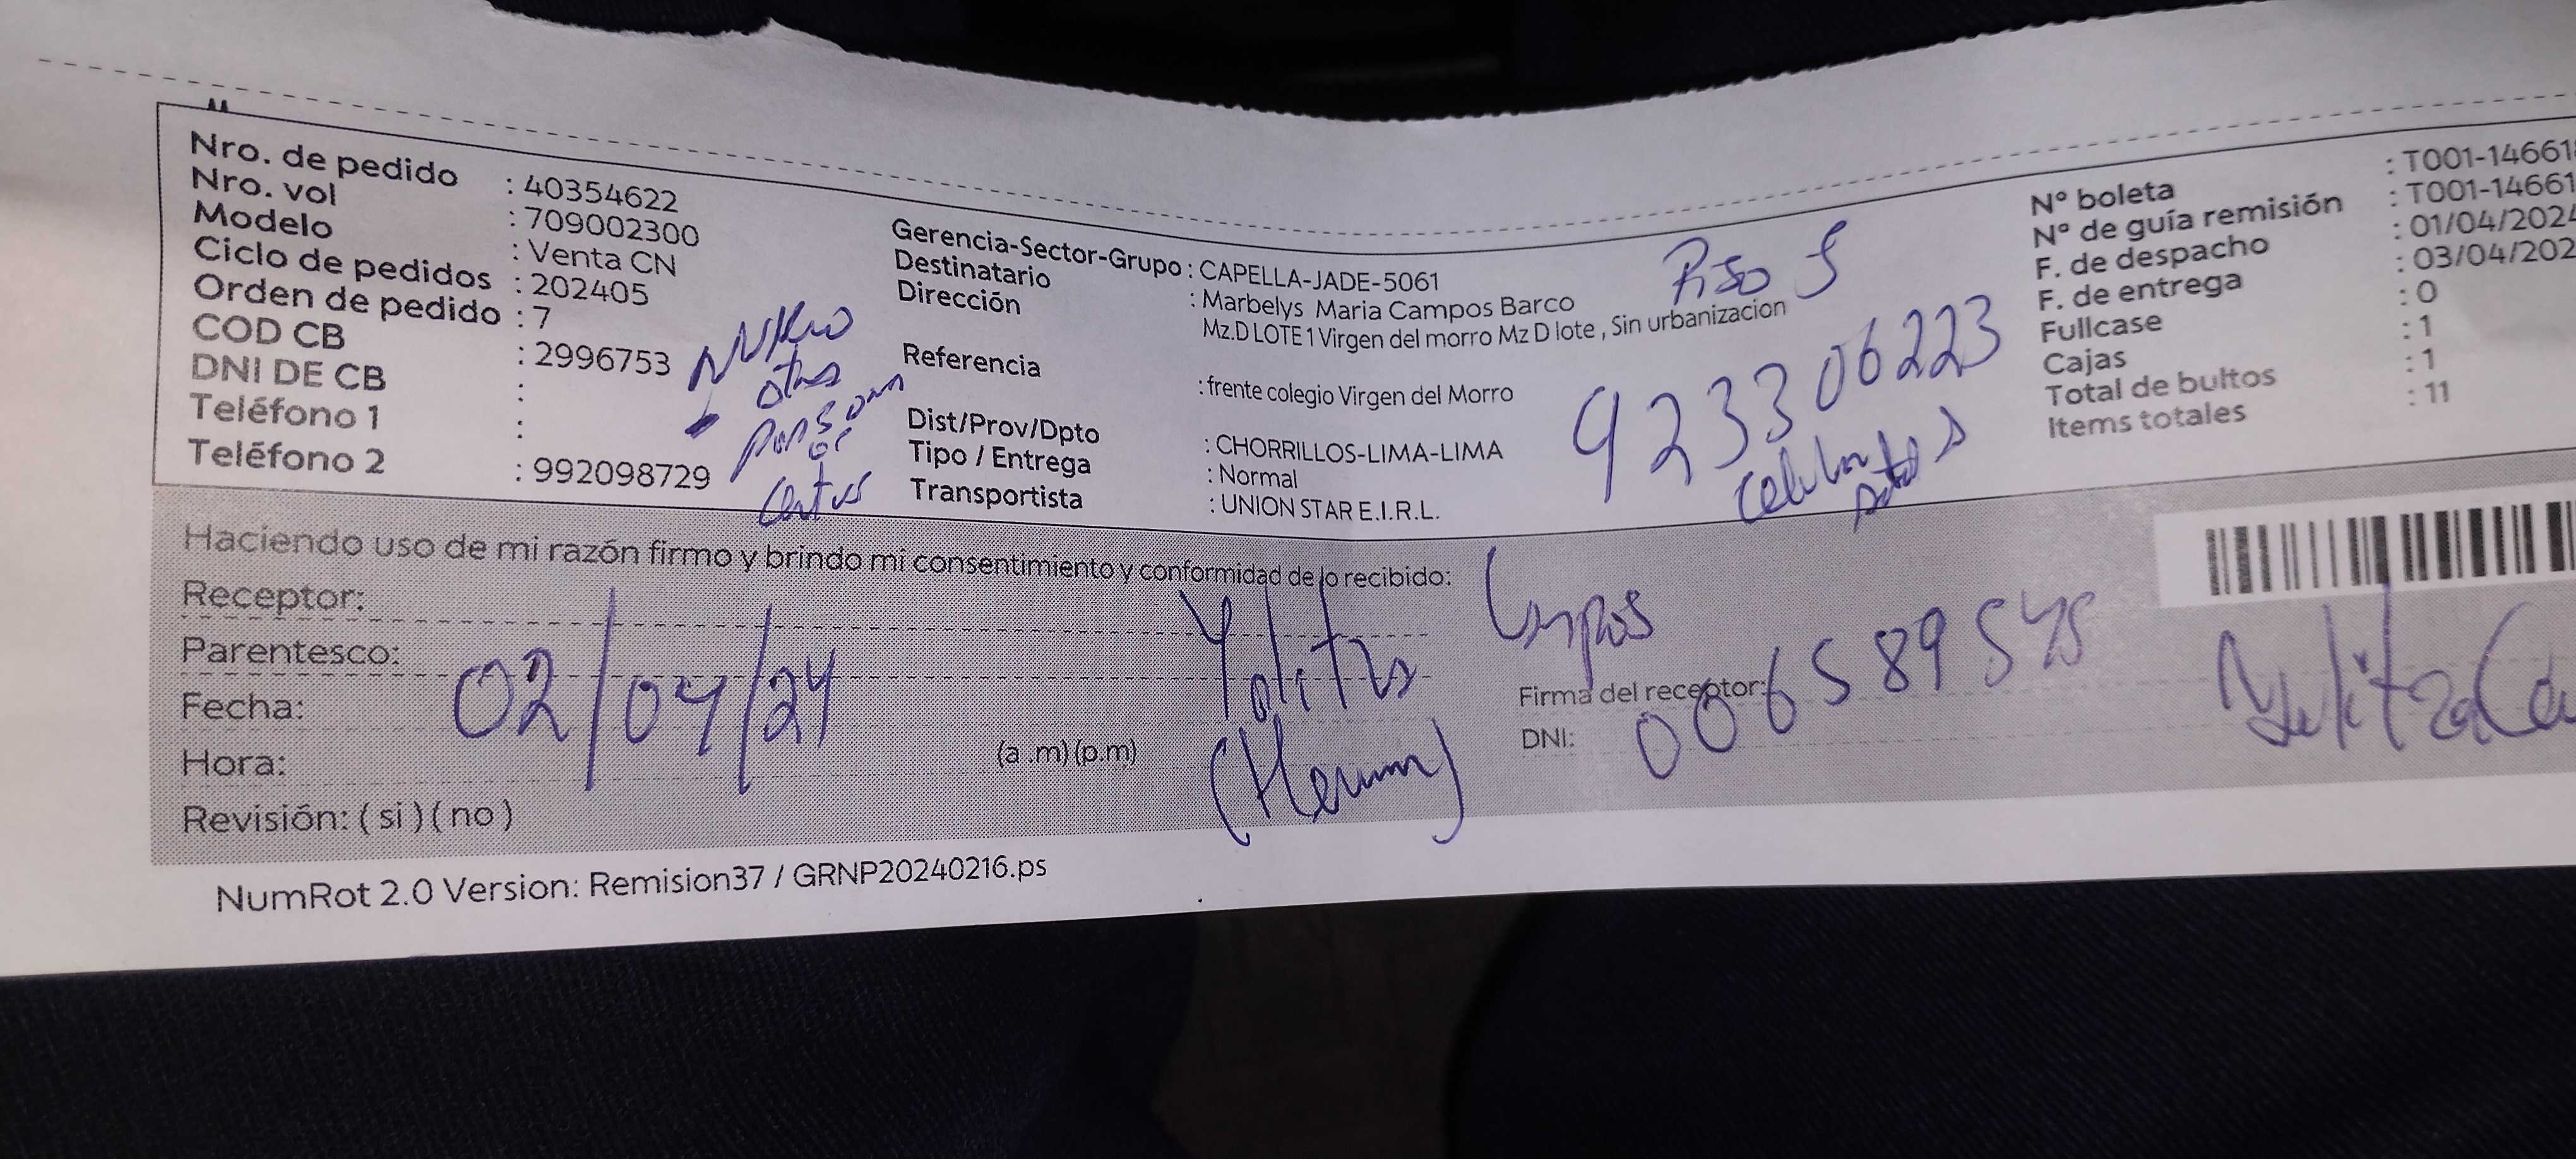 Nro. de pedido : 40354622
Nro. vol : 709002300
Modelo : Venta CN
Ciclo de pedidos : 202405
Orden de pedido : 7
COD CB : 2996753
DNI DE CB :
Teléfono 1 :
Teléfono 2 : 992098729
otras
Gerencia-Sector-Grupo : CAPELLA-JADE-5061
Destinatario : Marbelys Maria Campos Barco
Dirección Mz.D LOTE 1 Virgen del morro Mz D lote , Sin urbanizacion
Piso 5
Referencia : frente colegio Virgen del Morro
Dist/Prov/Dpto : CHORRILLOS-LIMA-LIMA
Tipo / Entrega : Normal
Transportista : UNION STAR E.I.R.L.
923306223
N° boleta : T001-14661
N° de guía remisión : T001-14661
F. de despacho : 01/04/2024
F. de entrega : 03/04/202
Fullcase : 0
Cajas : 1
Total de bultos : 1
Items totales : 11
Haciendo uso de mi razón firmo y brindo mi consentimiento y conformidad de lo recibido:
Receptor:
Campos
Parentesco:
Fecha: 02/04/24
Hora: (a .m) (p.m)
Revisión: ( si ) ( no )
Firma del receptor:
DNI: 006589545
NumRot 2.0 Version: Remision37 / GRNP20240216.ps